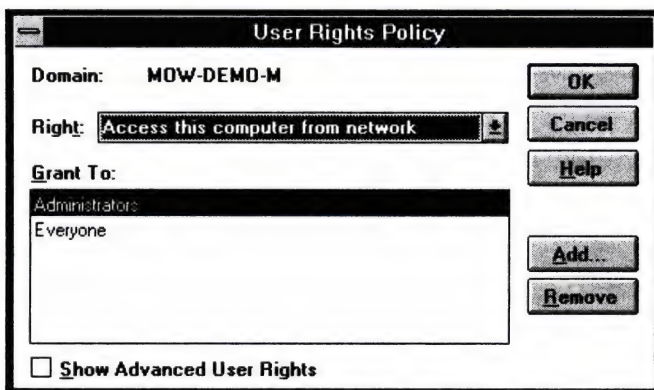 User Rights Policy
Domain: MOW-DEMO-M
Right: Access this computer from network
Grant To:
Administrators
Everyone
Show Advanced User Rights
OK
Cancel
Help
Add...
Remove